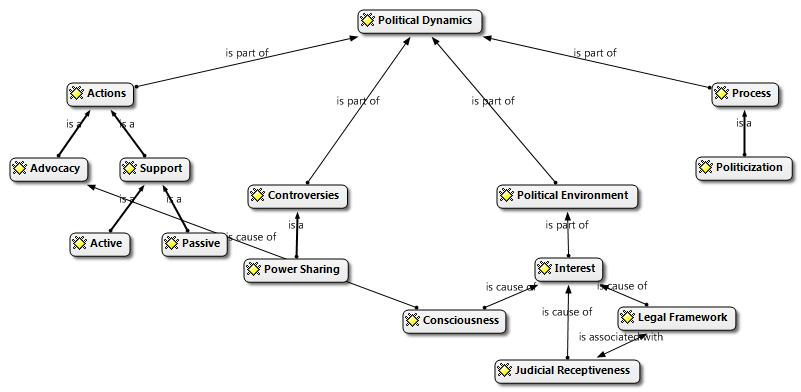 Political Dynamics
is part of
is part of
Actions
Process
is part of
is part of
is a
is a
is a
Advocacy
Support
Politicization
Controversies
Political Environment
is a
is a
is a
is part of
Active
Passive
is cause of
Power Sharing
Interest
is cause of
is cause of
is cause of
Consciousness
Legal Framework
is associated with
Judicial Receptiveness